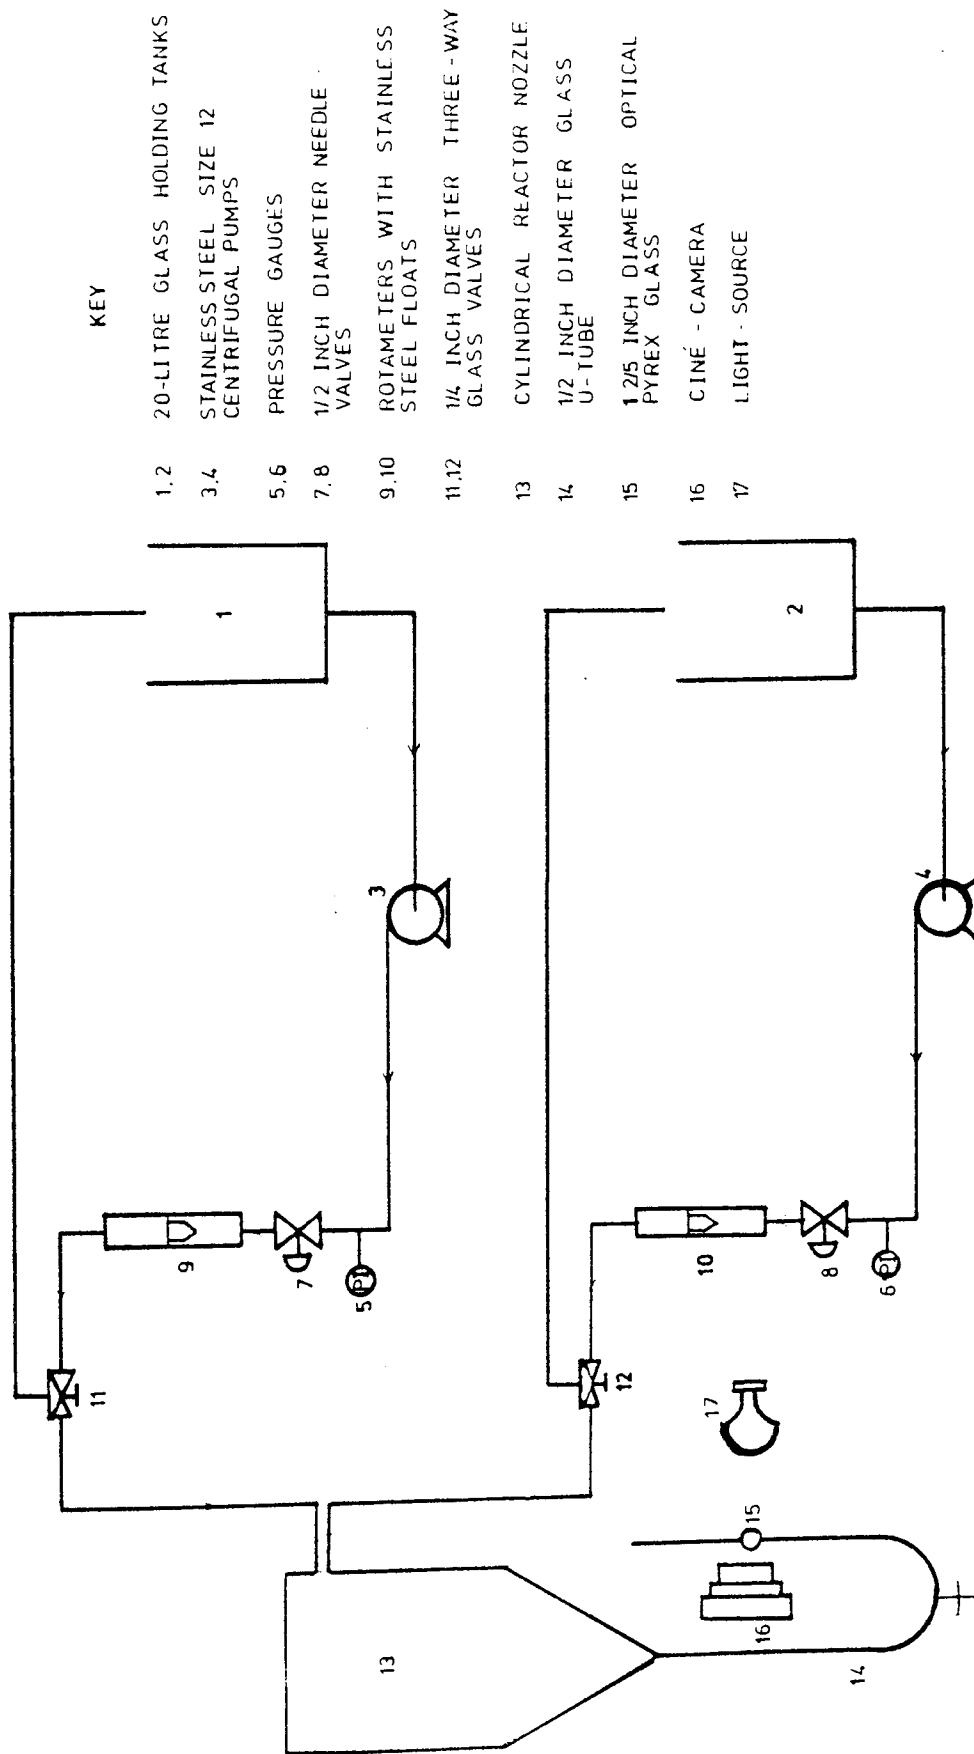 KEY
1,2 20-LITRE GLASS HOLDING TANKS
3,4 STAINLESS STEEL SIZE 12
CENTRIFUGAL PUMPS
5,6 PRESSURE GAUGES
7,8 1/2 INCH DIAMETER NEEDLE
VALVES
9,10 ROTAMETERS WITH STAINLESS
STEEL FLOATS
11,12 1/4 INCH DIAMETER THREE-WAY
GLASS VALVES
13 CYLINDRICAL REACTOR NOZZLE
14 1/2 INCH DIAMETER GLASS
U-TUBE
15 1 2/5 INCH DIAMETER OPTICAL
PYREX GLASS
16 CINÉ-CAMERA
17 LIGHT-SOURCE
1
2
3
4
9
7
5 PI
10
8
6 PI
11
12
17
15
16
13
14